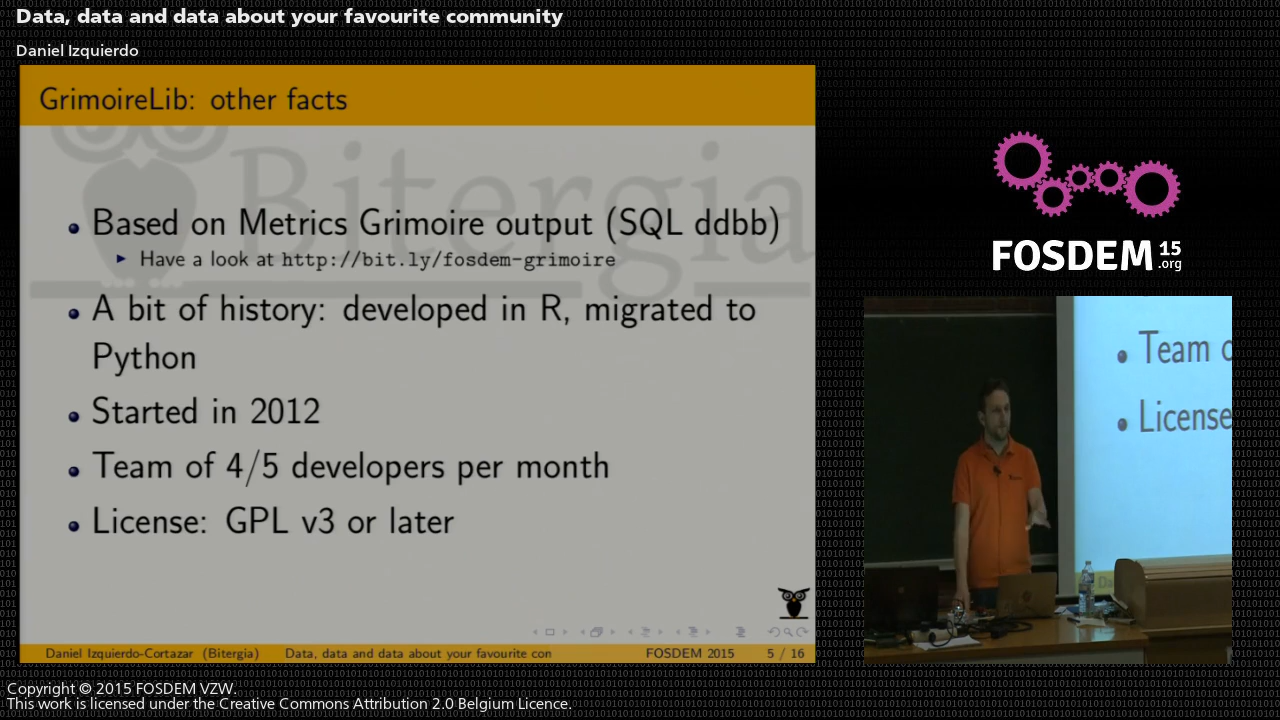 Data, data and data about your favourite community
Daniel Izquierdo
GrimoireLib: other facts
Bitergia
Based on Metrics Grimoire output (SQL ddbb)
Have a look at http://bit.ly/fosdem-grimoire
A bit of history: developed in R, migrated to
Python
Started in 2012
Team of 4/5 developers per month
License: GPL v3 or later
Daniel Izquierdo-Cortazar (Bitergia) Data, data and data about your favourite con FOSDEM 2015 5 / 16
FOSDEM 15
.org
Team
License
Copyright © 2015 FOSDEM VZW.
This work is licensed under the Creative Commons Attribution 2.0 Belgium Licence.